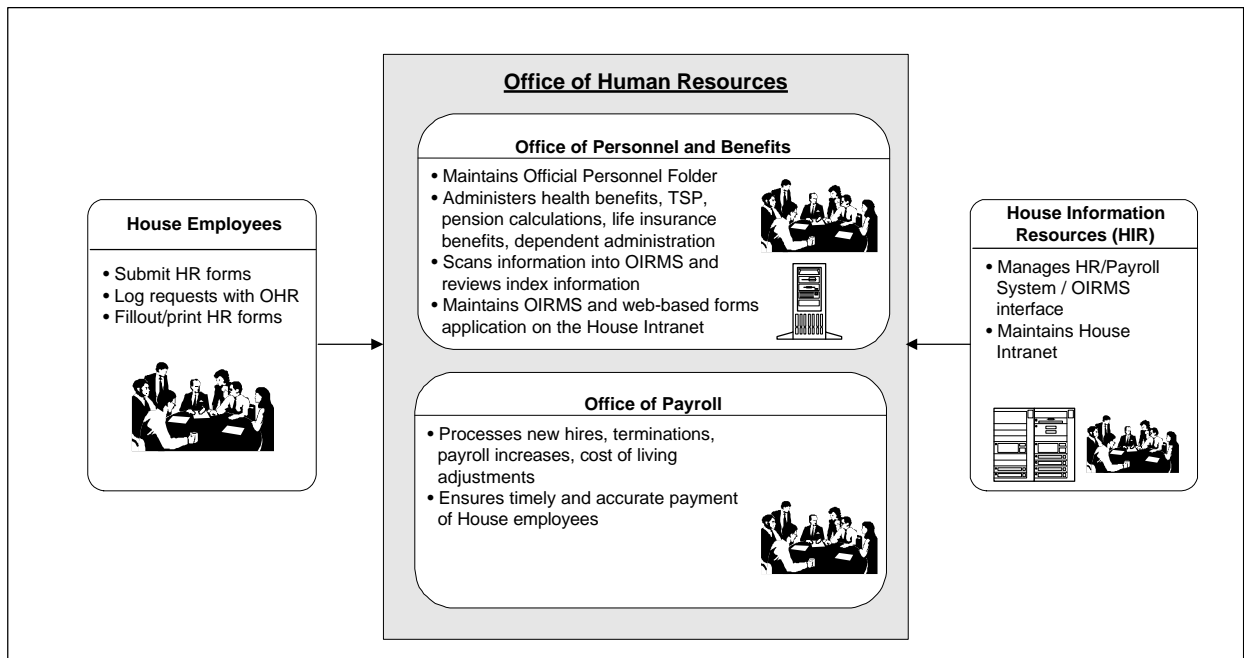 Office of Human Resources
Office of Personnel and Benefits
• Maintains Official Personnel Folder
• Administers health benefits, TSP,
pension calculations, life insurance
benefits, dependent administration
• Scans information into OIRMS and
reviews index information
• Maintains OIRMS and web-based forms
application on the House Intranet
House Employees
• Submit HR forms
• Log requests with OHR
• Fillout/print HR forms
House Information
Resources (HIR)
• Manages HR/Payroll
System / OIRMS
interface
• Maintains House
Intranet
Office of Payroll
• Processes new hires, terminations,
payroll increases, cost of living
adjustments
• Ensures timely and accurate payment
of House employees